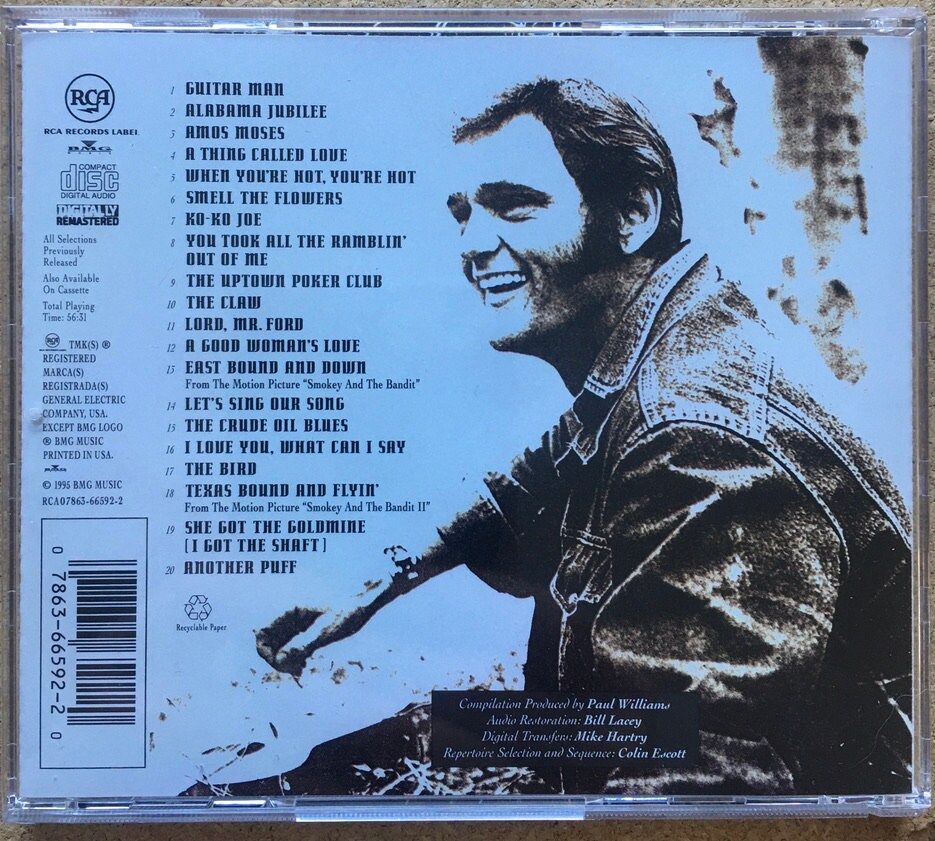 RCA
RCA RECORDS LABEL
BMG
COMPACT
disc
DIGITAL AUDIO
DIGITALLY
REMASTERED
All Selections
Previously
Released
Also Available
On Cassette
Total Playing
Time: 56:31
RCA TMK(S) ®
REGISTERED
MARCA(S)
REGISTRADA(S)
GENERAL ELECTRIC
COMPANY, USA.
EXCEPT BMG LOGO
® BMG MUSIC
PRINTED IN USA.
BMG
© 1995 BMG MUSIC
RCA07863-66592-2
0 7863-66592-2 0
1 GUITAR MAN
2 ALABAMA JUBILEE
3 AMOS MOSES
4 A THING CALLED LOVE
5 WHEN YOU'RE HOT, YOU'RE HOT
6 SMELL THE FLOWERS
7 KO-KO JOE
8 YOU TOOK ALL THE RAMBLIN'
OUT OF ME
9 THE UPTOWN POKER CLUB
10 THE CLAW
11 LORD, MR. FORD
12 A GOOD WOMAN'S LOVE
13 EAST BOUND AND DOWN
From The Motion Picture "Smokey And The Bandit"
14 LET'S SING OUR SONG
15 THE CRUDE OIL BLUES
16 I LOVE YOU, WHAT CAN I SAY
17 THE BIRD
18 TEXAS BOUND AND FLYIN'
From The Motion Picture "Smokey And The Bandit II"
19 SHE GOT THE GOLDMINE
(I GOT THE SHAFT)
20 ANOTHER PUFF
Recyclable Paper
Compilation Produced by Paul Williams
Audio Restoration: Bill Lacey
Digital Transfers: Mike Hartry
Repertoire Selection and Sequence: Colin Escott